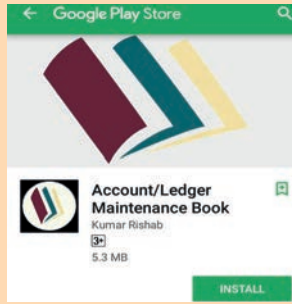 Google Play Store
Account/Ledger
Maintenance Book
Kumar Rishab
3+
5.3 MB
INSTALL